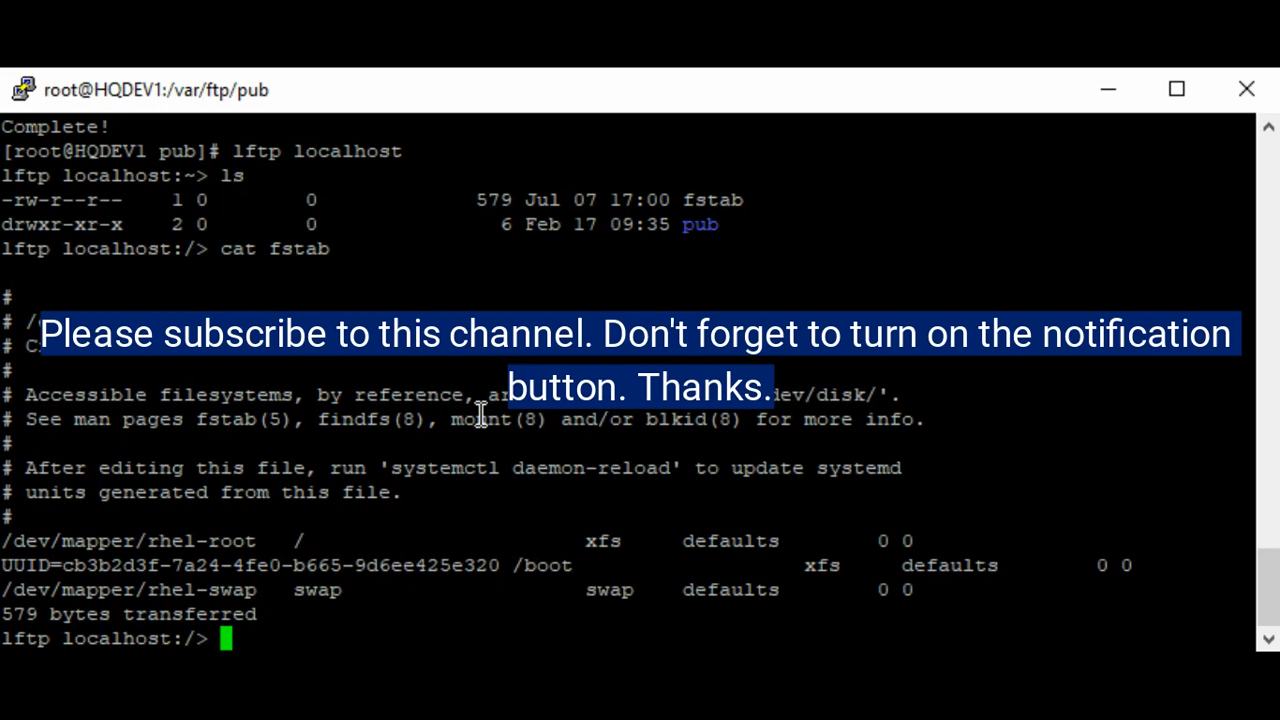 root@HQDEV1:/var/ftp/pub
Complete!
[root@HQDEV1 pub]# lftp localhost
lftp localhost:~> ls
-rw-r--r-- 1 0 0 579 Jul 07 17:00 fstab
drwxr-xr-x 2 0 0 6 Feb 17 09:35 pub
lftp localhost:/> cat fstab
#
# /
Please subscribe to this channel. Don't forget to turn on the notification
# C
#
button. Thanks.
# Accessible filesystems, by reference, dev/disk/'.
# See man pages fstab(5), findfs(8), mount(8) and/or blkid(8) for more info.
#
# After editing this file, run 'systemctl daemon-reload' to update systemd
# units generated from this file.
#
/dev/mapper/rhel-root / xfs defaults 0 0
UUID=cb3b2d3f-7a24-4fe0-b665-9d6ee425e320 /boot xfs defaults 0 0
/dev/mapper/rhel-swap swap swap defaults 0 0
579 bytes transferred
lftp localhost:/>